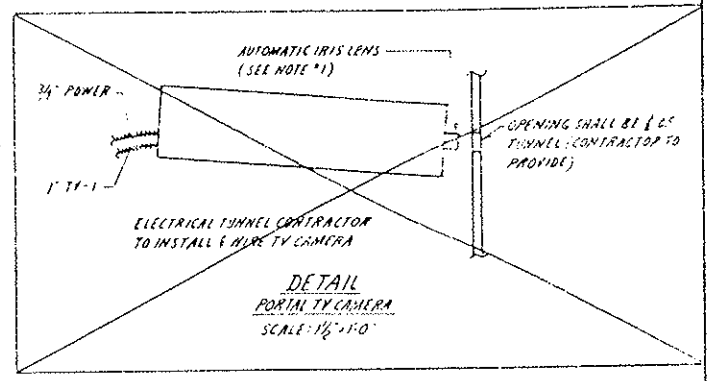 AUTOMATIC IRIS LENS
(SEE NOTE #1)
3/4" POWER
OPENING SHALL BE
TUNNEL (CONTRACTOR TO
PROVIDE)
1" TV-1
ELECTRICAL TUNNEL CONTRACTOR
TO INSTALL & WIRE TV CAMERA
DETAIL
PORTAL TV CAMERA
SCALE: 1½"=1'-0"